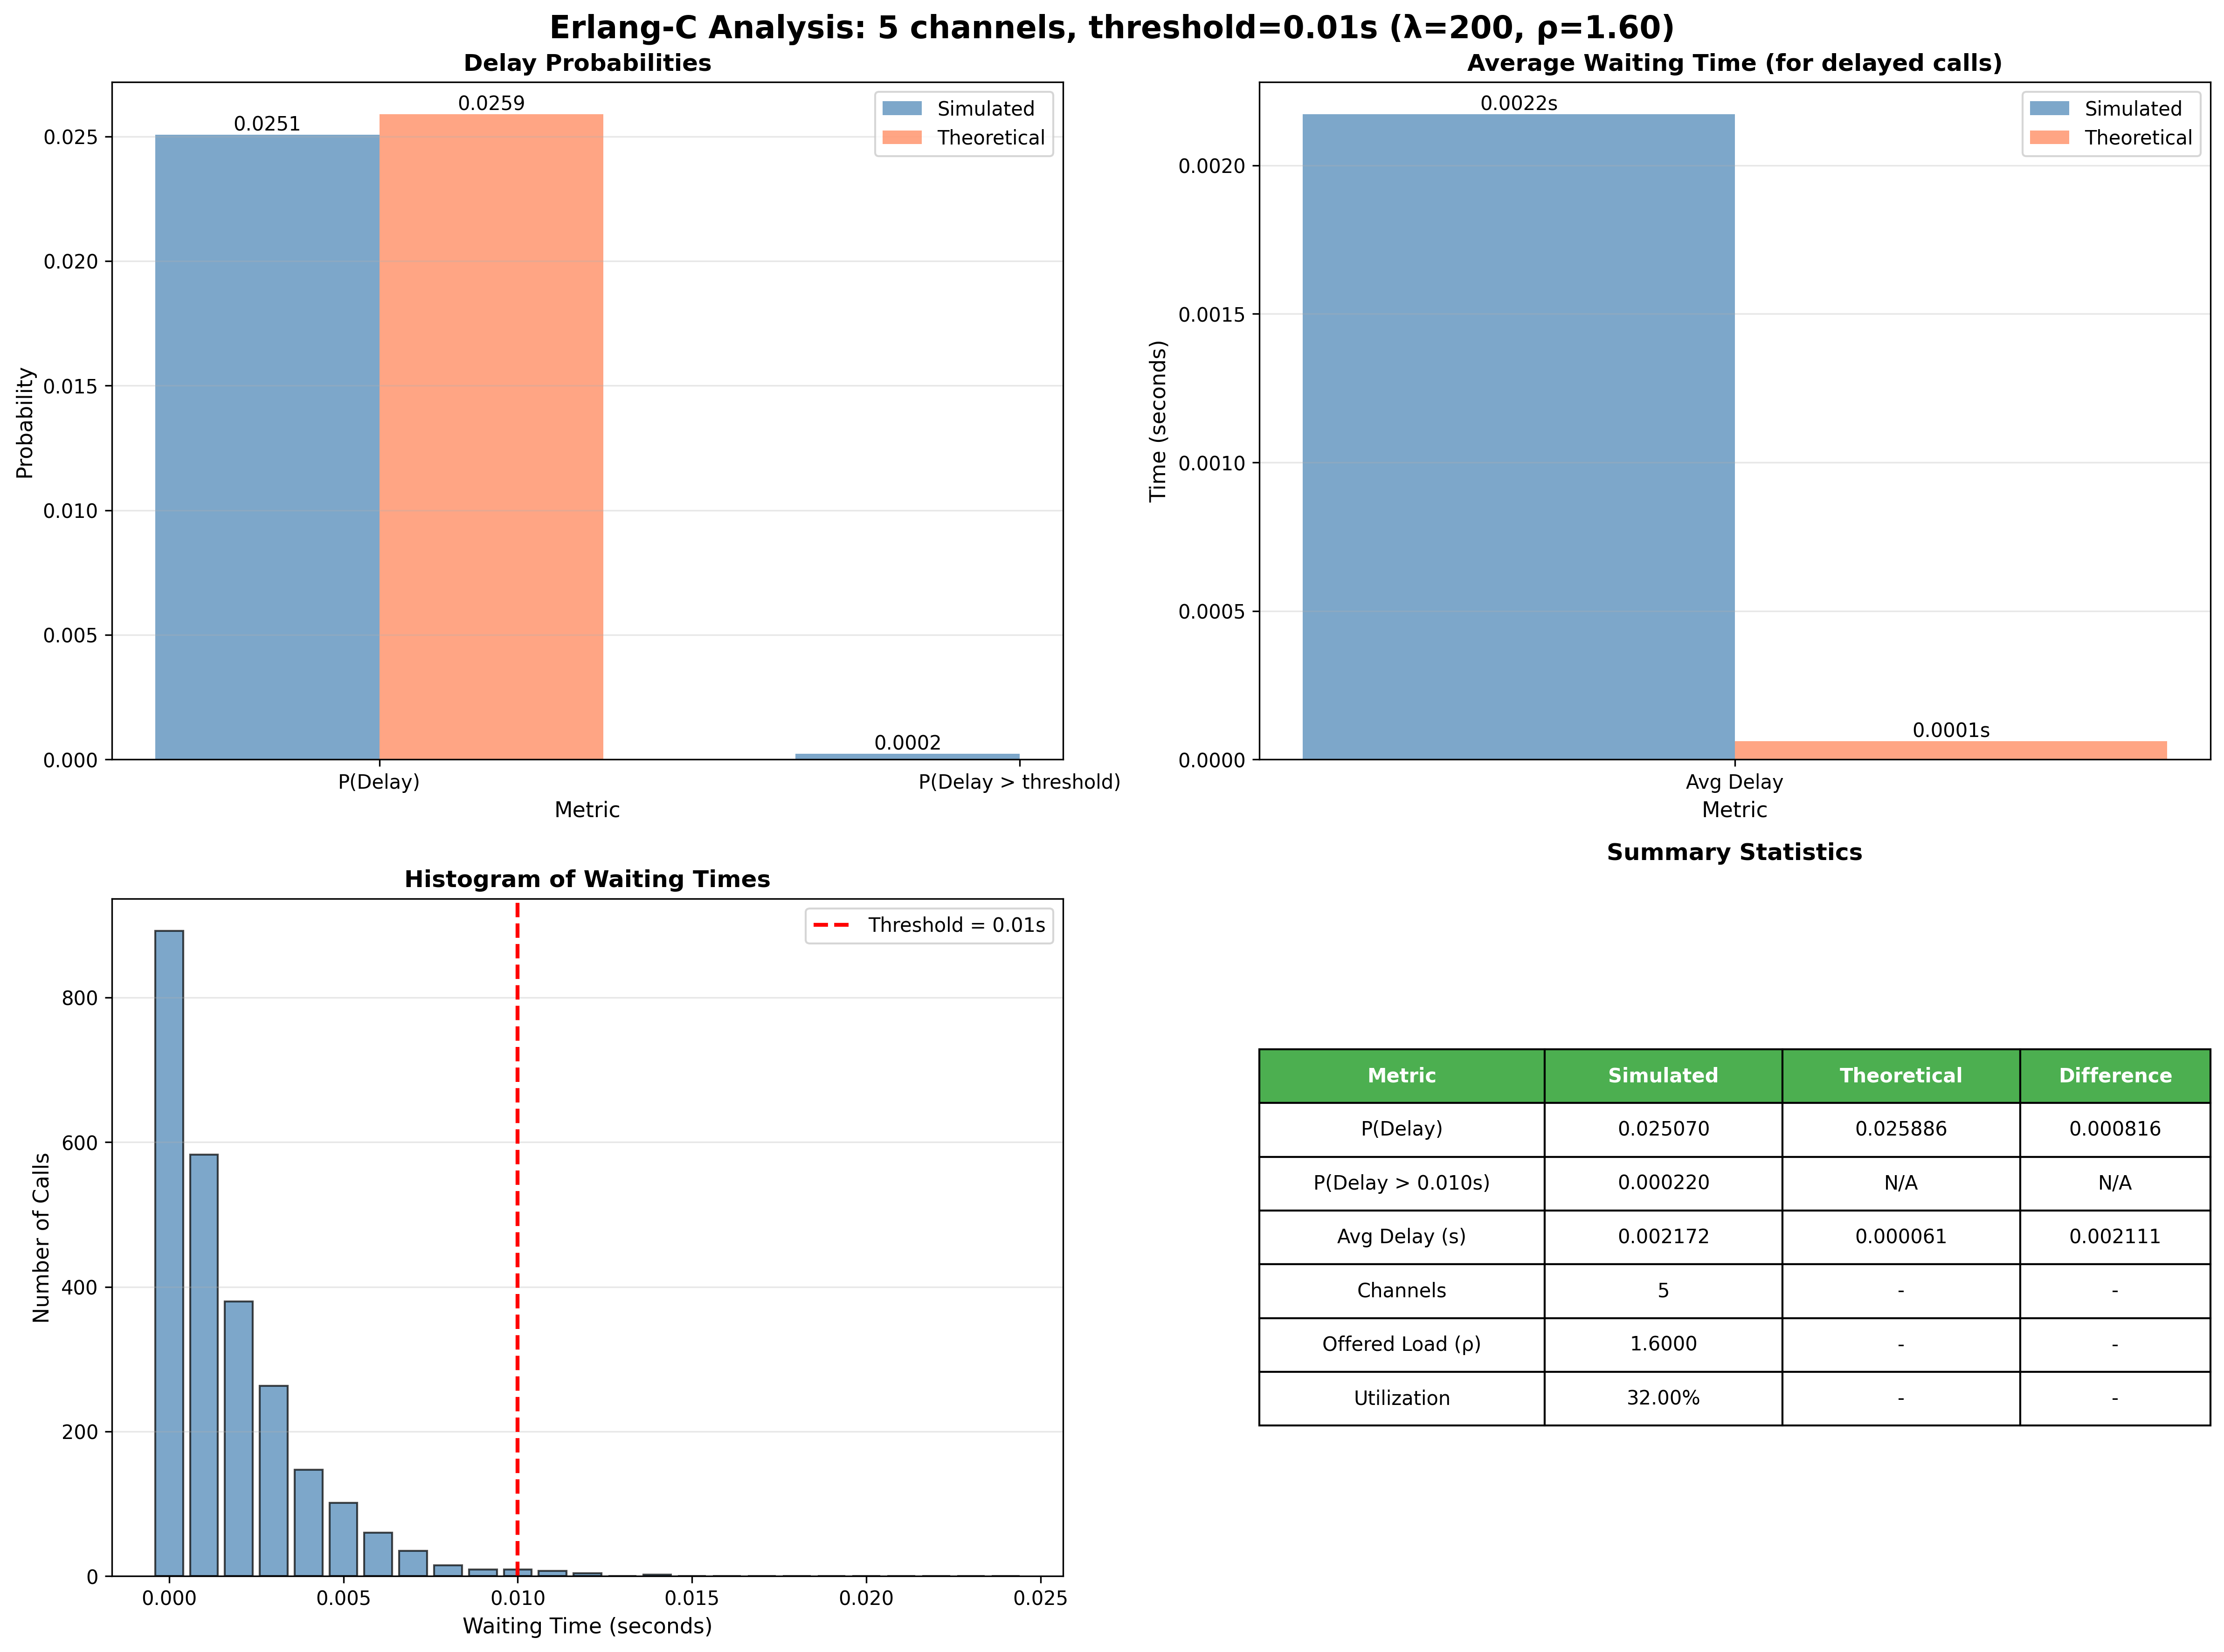 Erlang-C Analysis: 5 channels, threshold=0.01s (λ=200, ρ=1.60)
Delay Probabilities
Simulated
Theoretical
0.0251
0.0259
0.0002
0.025
0.020
0.015
0.010
0.005
0.000
Probability
P(Delay)
P(Delay > threshold)
Metric
Average Waiting Time (for delayed calls)
Simulated
Theoretical
0.0022s
0.0001s
0.0020
0.0015
0.0010
0.0005
0.0000
Time (seconds)
Avg Delay
Metric
Histogram of Waiting Times
Threshold = 0.01s
800
600
400
200
0
Number of Calls
0.000
0.005
0.010
0.015
0.020
0.025
Waiting Time (seconds)
Summary Statistics
Metric Simulated Theoretical Difference
P(Delay) 0.025070 0.025886 0.000816
P(Delay > 0.010s) 0.000220 N/A N/A
Avg Delay (s) 0.002172 0.000061 0.002111
Channels 5 - -
Offered Load (ρ) 1.6000 - -
Utilization 32.00% - -